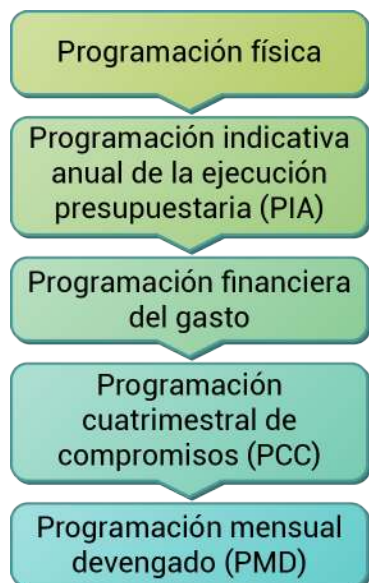 Programación física
Programación indicativa
anual de la ejecución
presupuestaria (PIA)
Programación financiera
del gasto
Programación
cuatrimestral de
compromisos (PCC)
Programación mensual
devengado (PMD)